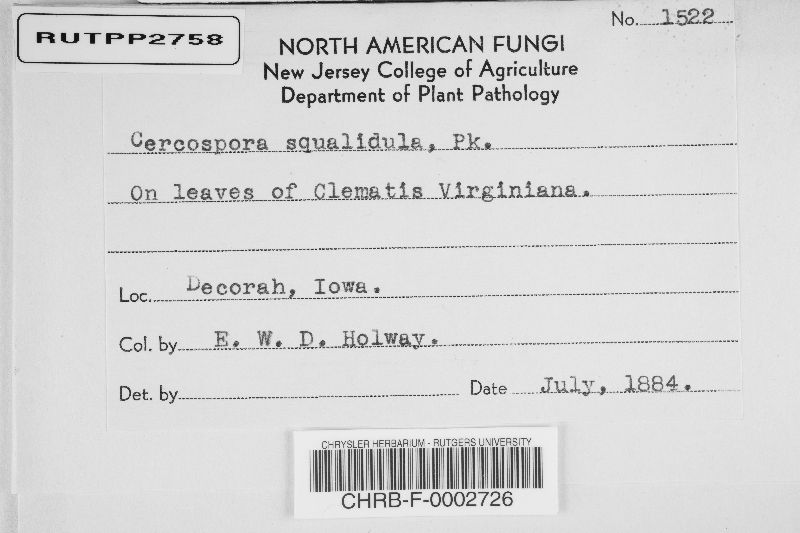 RUTPP2758
No. 1522
NORTH AMERICAN FUNGI
New Jersey College of Agriculture
Department of Plant Pathology
Cercospora squalidula, Pk.
On leaves of Clematis Virginiana.
Loc. Decorah, Iowa.
Col. by E. W. D. Holway.
Det. by Date July, 1884.
CHRYSLER HERBARIUM - RUTGERS UNIVERSITY
CHRB-F-0002726